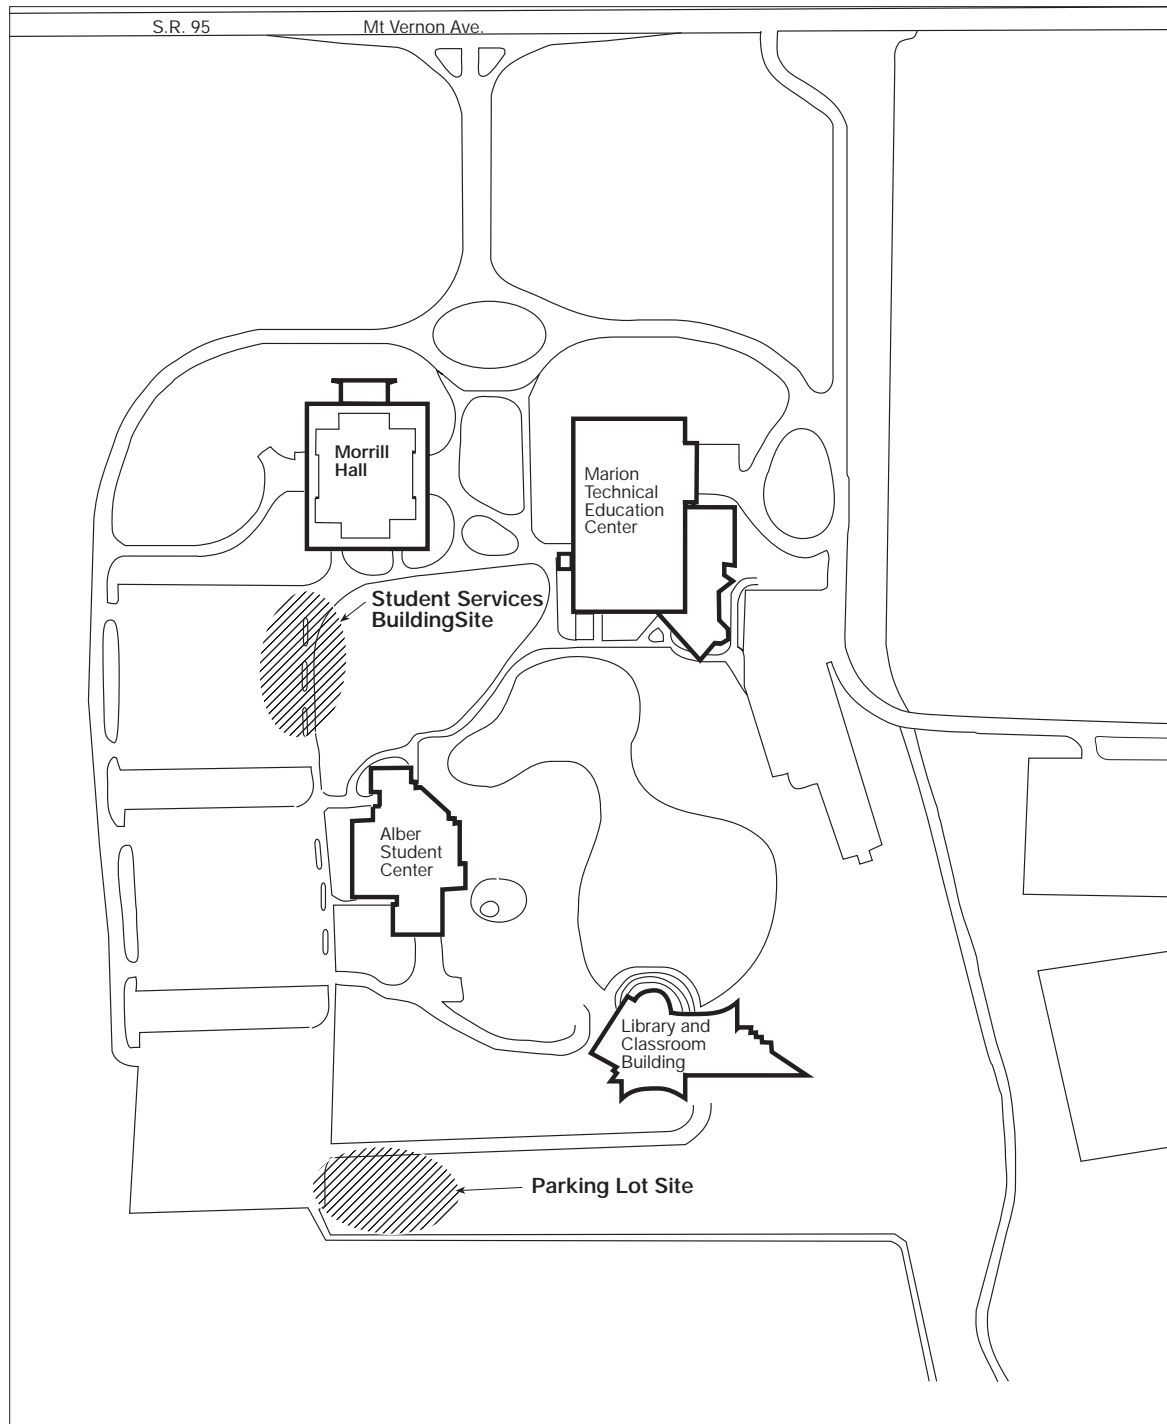 S.R. 95
Mt Vernon Ave.
Morrill
Hall
Marion
Technical
Education
Center
Student Services
BuildingSite
Alber
Student
Center
Library and
Classroom
Building
Parking Lot Site